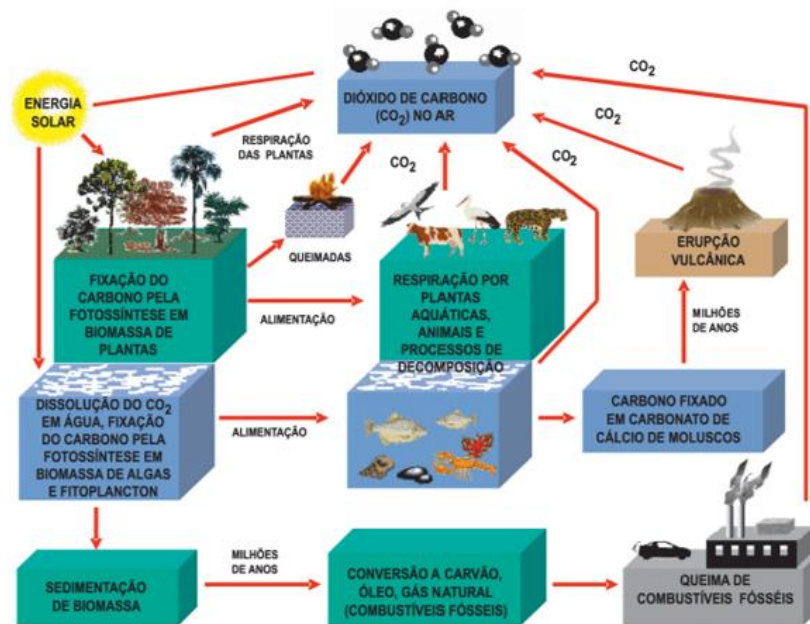 CO₂
ENERGIA
SOLAR
DIÓXIDO DE CARBONO
(CO₂) NO AR
CO₂
RESPIRAÇÃO
DAS PLANTAS
CO₂
CO₂
QUEIMADAS
ERUPÇÃO
VULCÂNICA
FIXAÇÃO DO
CARBONO PELA
FOTOSSÍNTESE EM
BIOMASSA DE
PLANTAS
ALIMENTAÇÃO
RESPIRAÇÃO POR
PLANTAS
AQUÁTICAS,
ANIMAIS E
PROCESSOS DE
DECOMPOSIÇÃO
MILHÕES
DE ANOS
DISSOLUÇÃO DO CO₂
EM ÁGUA, FIXAÇÃO
DO CARBONO PELA
FOTOSSÍNTESE EM
BIOMASSA DE ALGAS
E FITOPLANCTON
ALIMENTAÇÃO
CARBONO FIXADO
EM CARBONATO DE
CÁLCIO DE MOLUSCOS
SEDIMENTAÇÃO
DE BIOMASSA
MILHÕES
DE ANOS
CONVERSÃO A CARVÃO,
ÓLEO, GÁS NATURAL
(COMBUSTÍVEIS FÓSSEIS)
QUEIMA DE
COMBUSTÍVEIS FÓSSÉIS